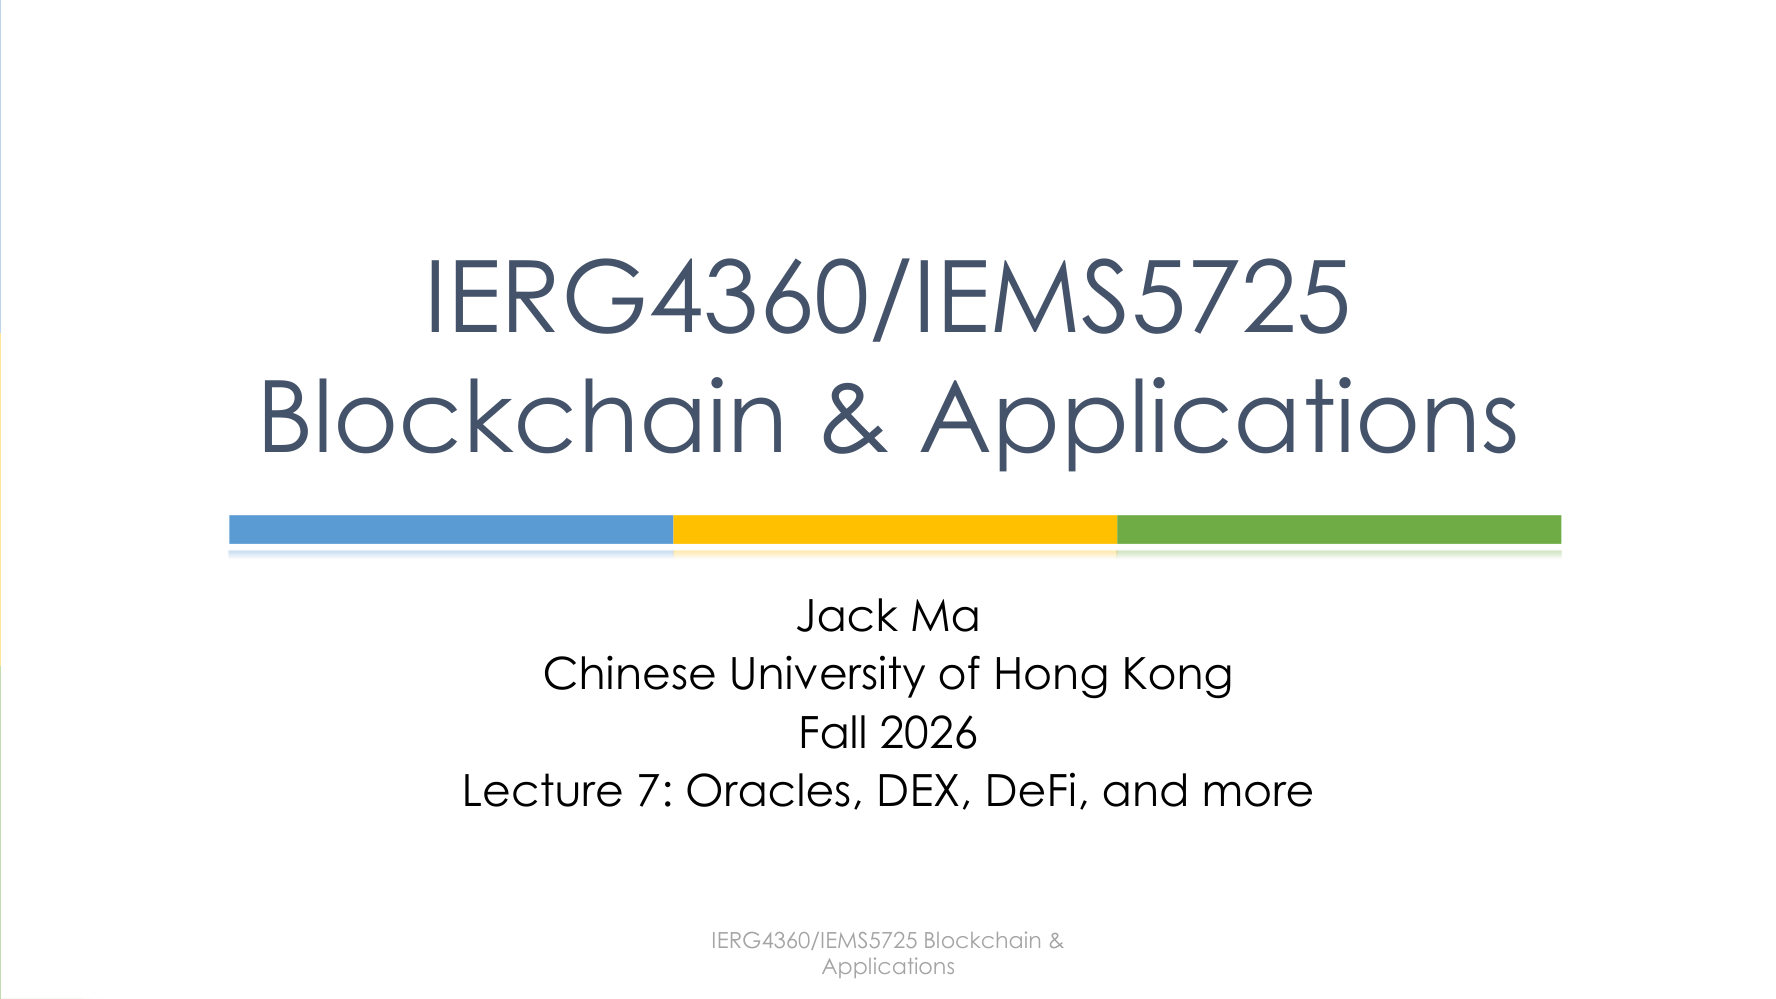 IERG4360/IEMS5725
Blockchain & Applications
Jack Ma
Chinese University of Hong Kong
Fall 2026
Lecture 7: Oracles, DEX, DeFi, and more
IERG4360/IEMS5725 Blockchain &
Applications